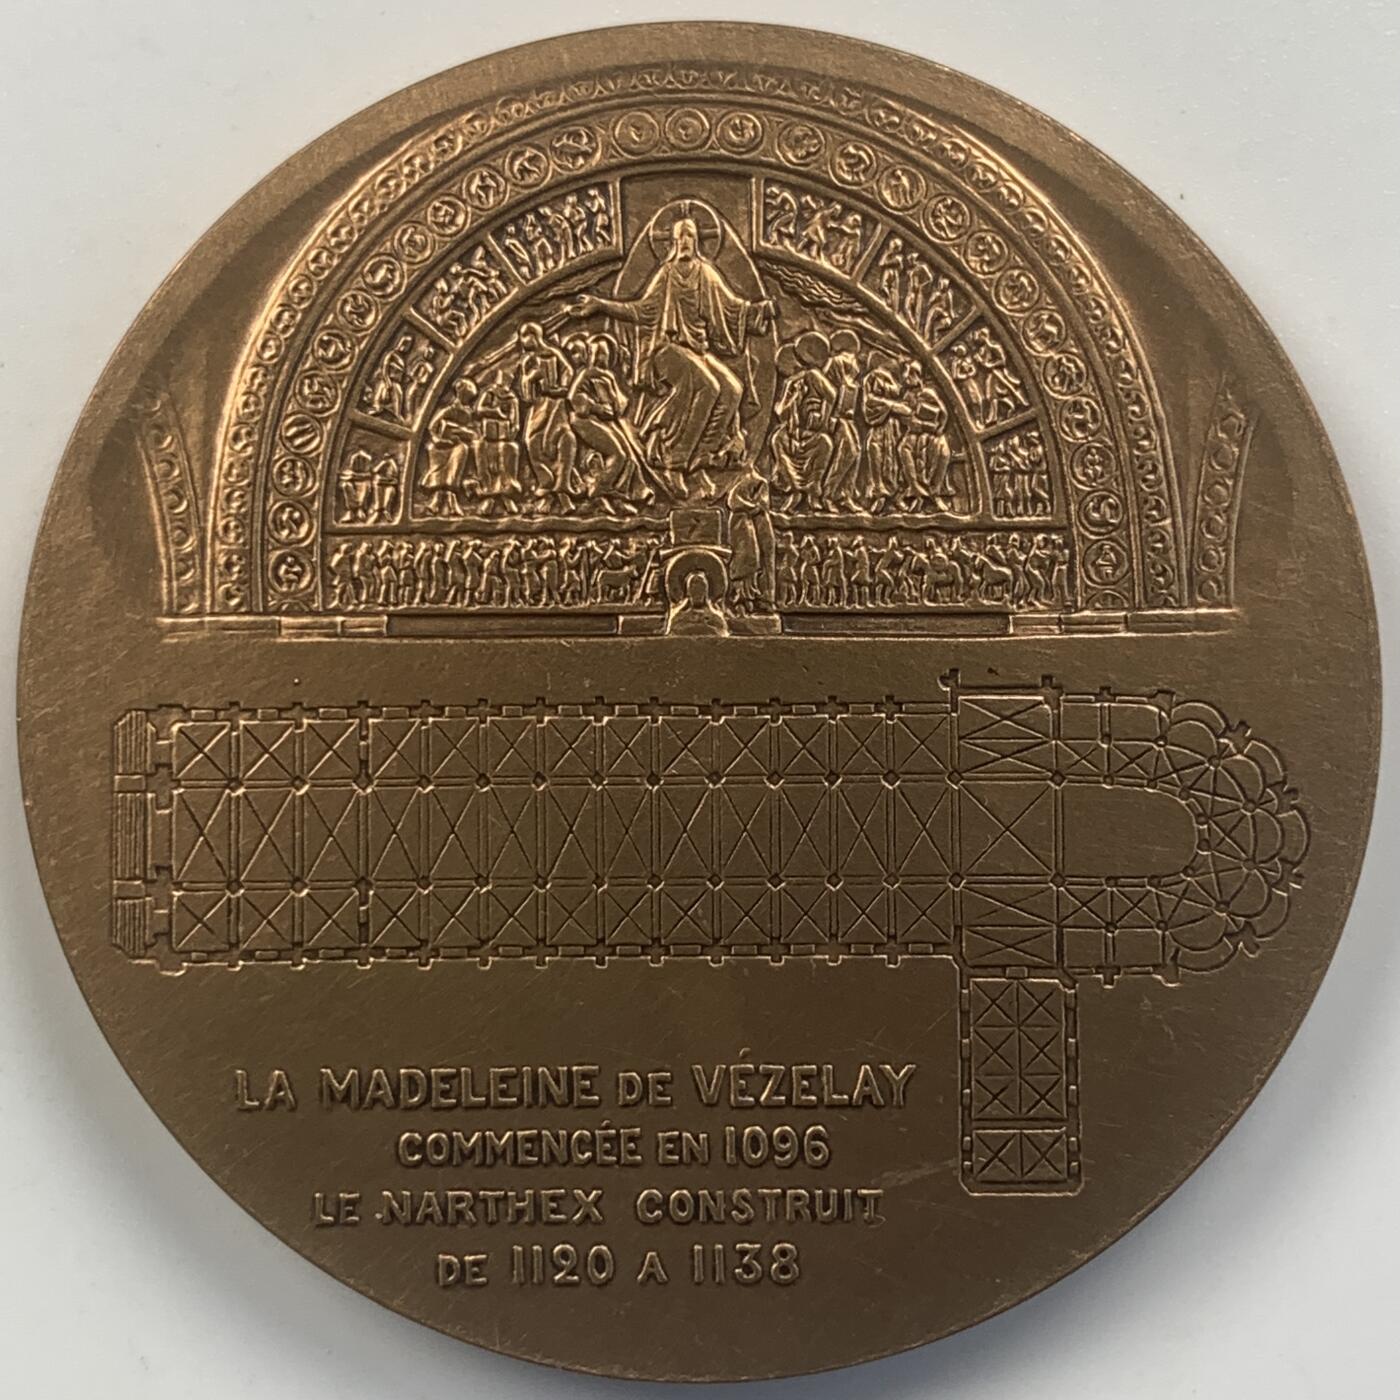 LA MADELEINE DE VÉZELAY
COMMENCÉE EN 1096
LE NARTHEX CONSTRUIT
DE 1120 A 1138